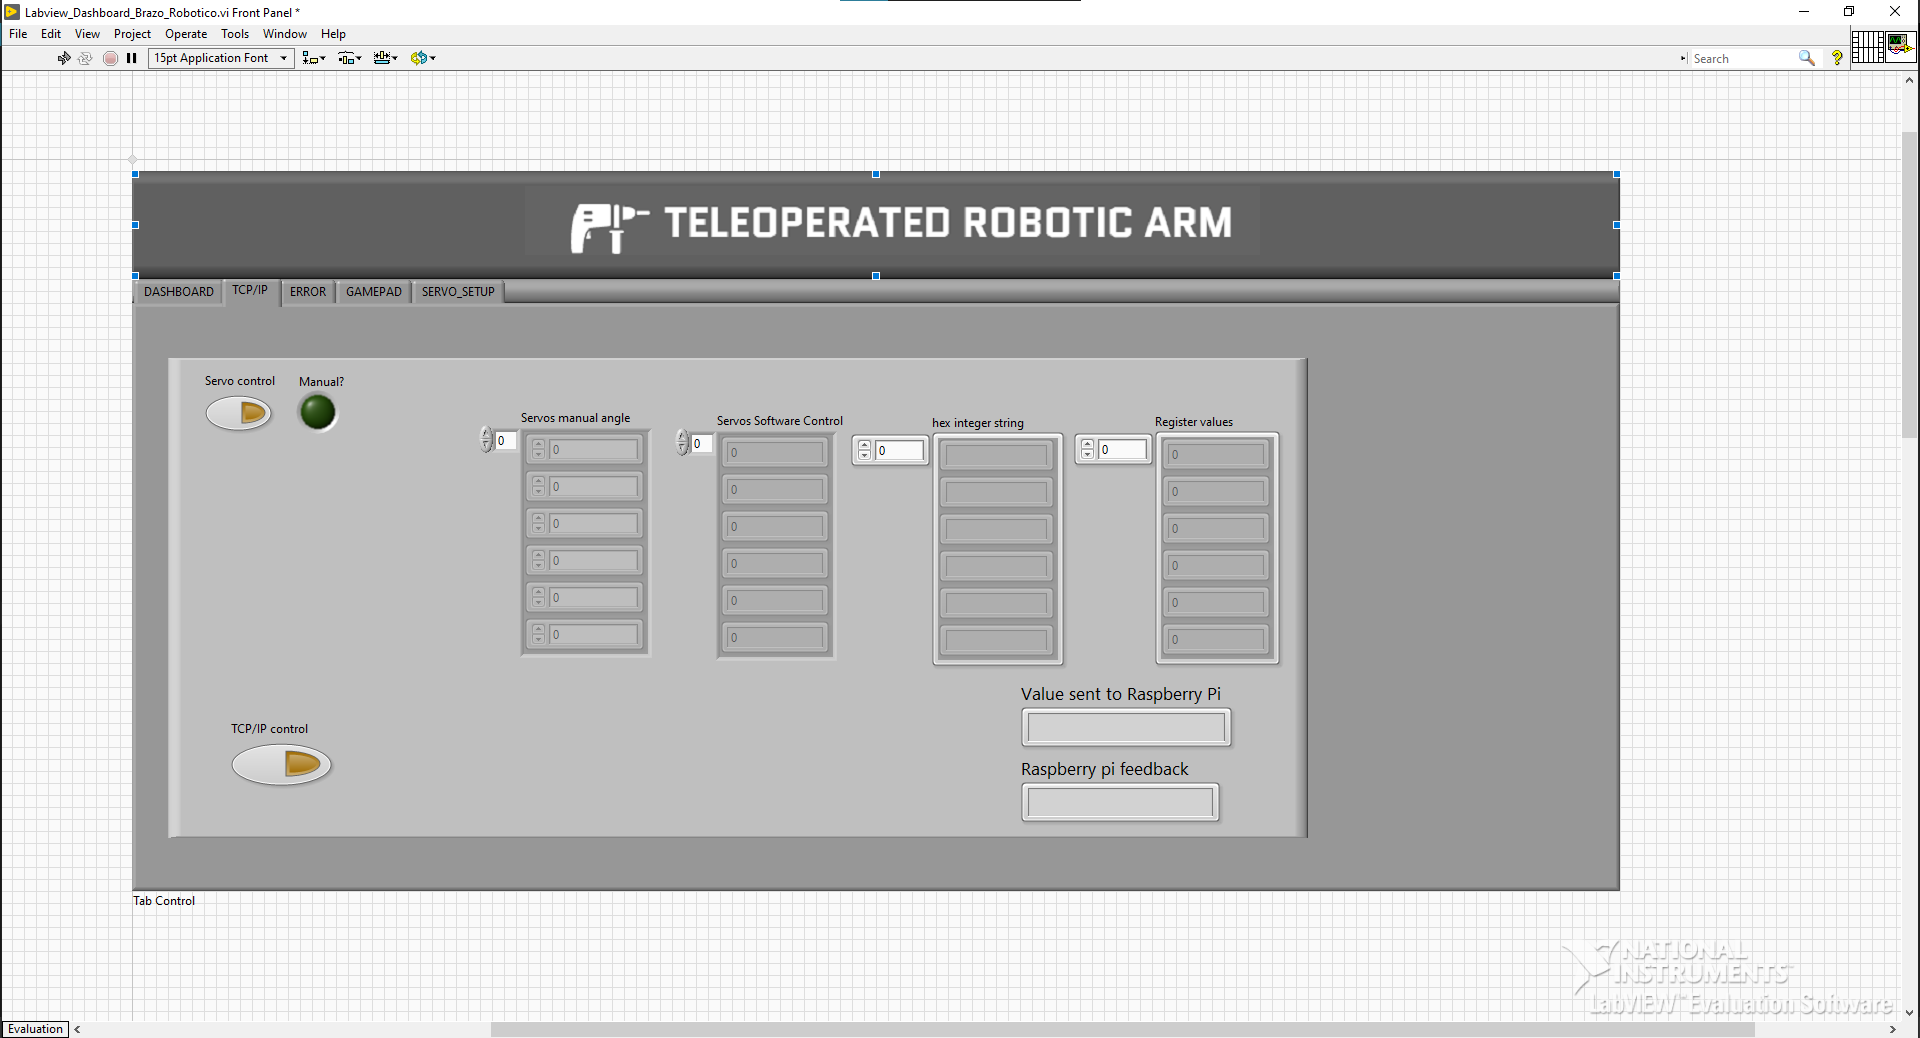 Labview_Dashboard_Brazo_Robotico.vi Front Panel *
File Edit View Project Operate Tools Window Help
15pt Application Font
Search
?
TELEOPERATED ROBOTIC ARM
DASHBOARD TCP/IP ERROR GAMEPAD SERVO_SETUP
Servo control
Manual?
Servos manual angle
0
0
0
0
0
0
0
Servos Software Control
0
0
0
0
0
0
0
hex integer string
0
Register values
0
0
0
0
0
0
0
Value sent to Raspberry Pi
Raspberry pi feedback
TCP/IP control
Tab Control
NATIONAL
INSTRUMENTS™
LabVIEW™ Evaluation Software
Evaluation